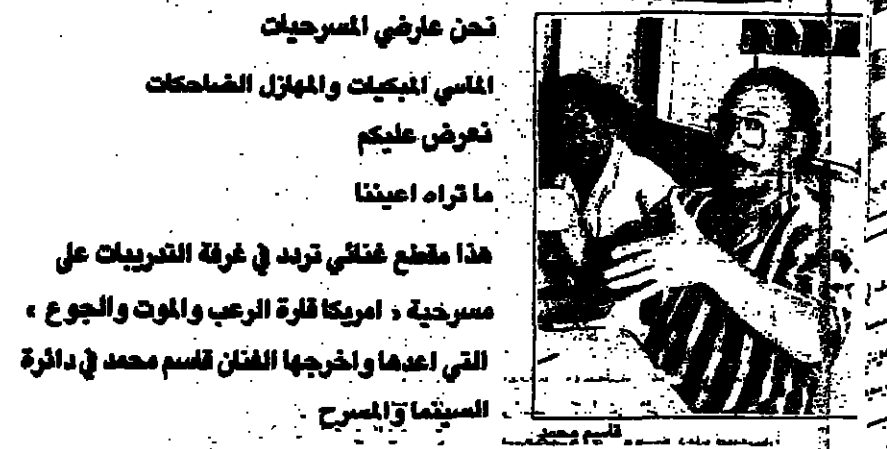 نحن عارضي المسرحيات
الماسي المبكيات والمهازل الضاحكات
نعرض عليكم
ما تراه اعيننا
هذا مقطع غنائي تردد في غرفة التدريبات على
مسرحية « امريكا قارة الرعب والموت والجوع »
التي اعدها واخرجها الفنان قاسم محمد في دائرة
السينما والمسرح .
قاسم محمد